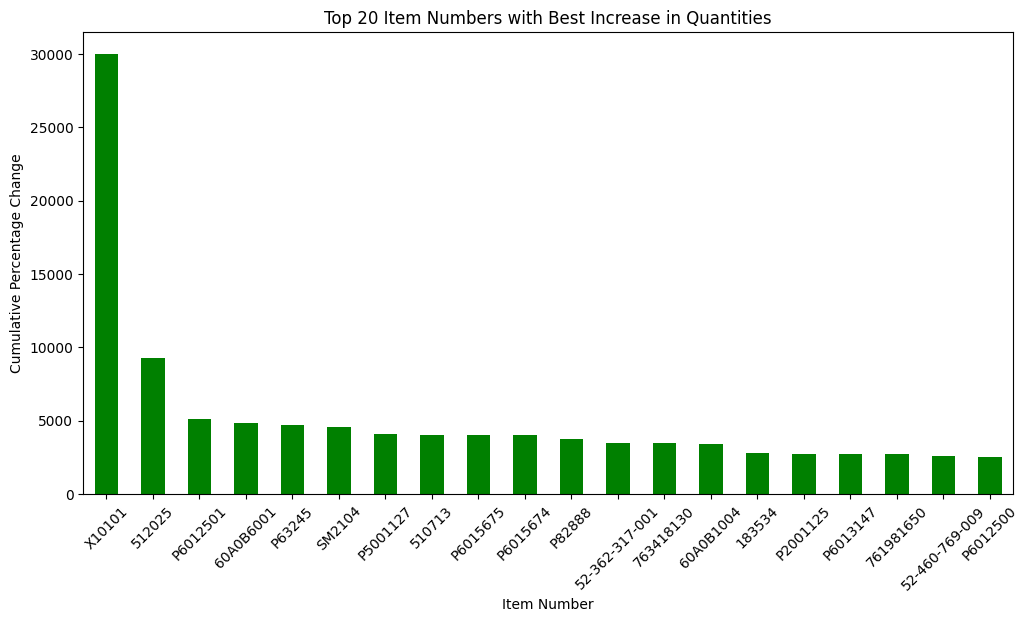 Top 20 Item Numbers with Best Increase in Quantities
Cumulative Percentage Change
30000
25000
20000
15000
10000
5000
0
X10101
512025
P6012501
60A0B6001
P63245
SM2104
P5001127
510713
P6015675
P6015674
P82888
52-362-317-001
763418130
60A0B1004
183534
P2001125
P6013147
761981650
52-460-769-009
P6012500
Item Number